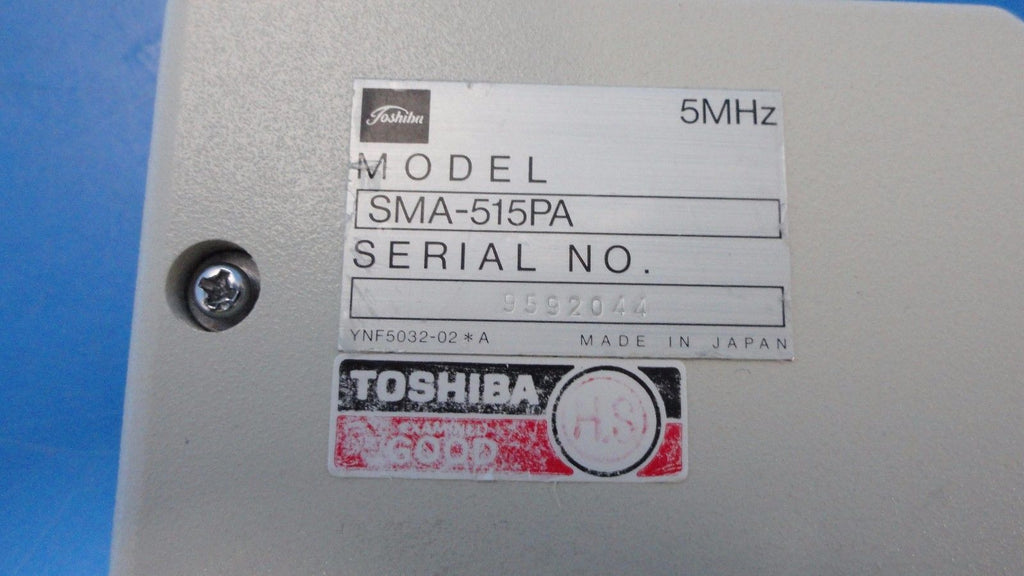 Toshiba
5MHz
MODEL
SMA-515PA
SERIAL NO.
9592044
YNF5032-02*A MADE IN JAPAN
TOSHIBA
GOOD
H.S